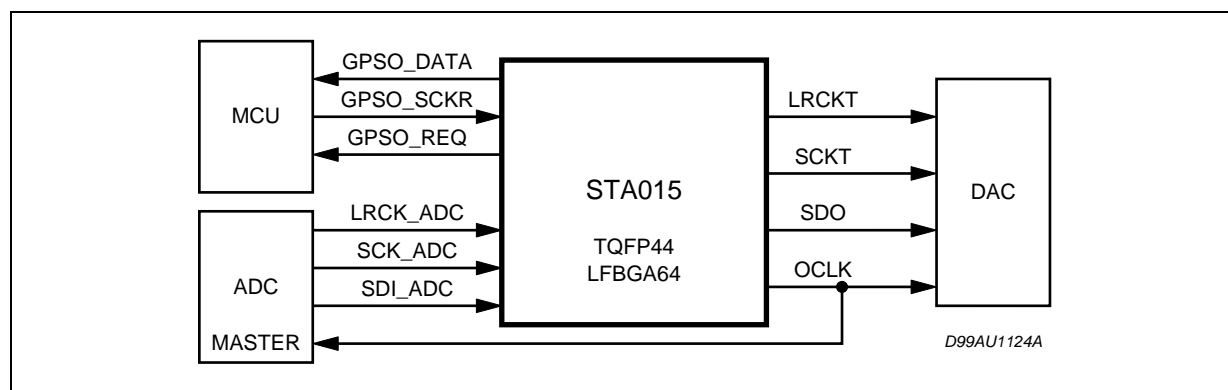 GPSO_DATA
GPSO_SCKR
GPSO_REQ
MCU
LRCK_ADC
SCK_ADC
SDI_ADC
ADC
MASTER
STA015
TQFP44
LFBGA64
LRCKT
SCKT
SDO
OCLK
DAC
D99AU1124A